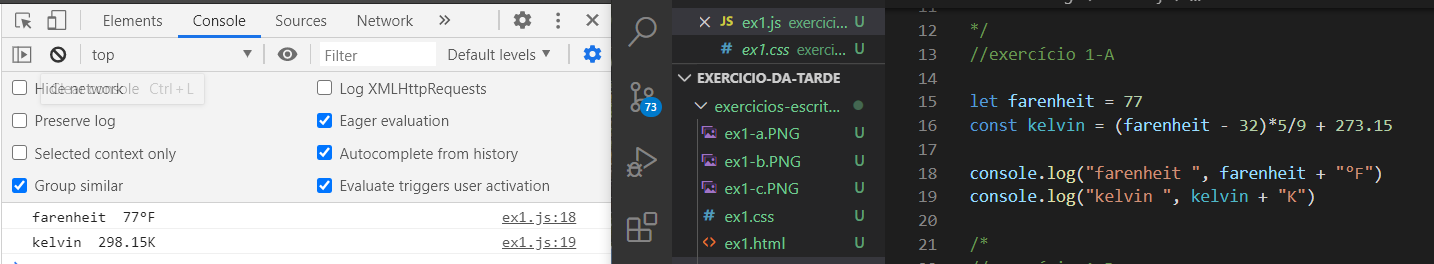 Elements Console Sources Network »
top Filter Default levels ▼
Hide network Clear console Ctrl + L Log XMLHttpRequests
Preserve log Eager evaluation
Selected context only Autocomplete from history
Group similar Evaluate triggers user activation
farenheit  77ºF ex1.js:18
kelvin  298.15K ex1.js:19
73
JS ex1.js exercici... U
# ex1.css exerci... U
EXERCICIO-DA-TARDE
exercicios-escrit...
ex1-a.PNG U
ex1-b.PNG U
ex1-c.PNG U
# ex1.css U
<> ex1.html U
11
12 */
13 //exercício 1-A
14
15 let farenheit = 77
16 const kelvin = (farenheit - 32)*5/9 + 273.15
17
18 console.log("farenheit ", farenheit + "ºF")
19 console.log("kelvin ", kelvin + "K")
20
21 /*